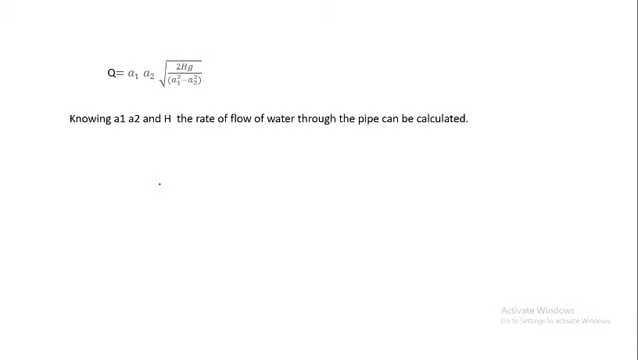 Q= a₁ a₂ √(2Hg/(a₁²−a₂²))
Knowing a1 a2 and H the rate of flow of water through the pipe can be calculated.
Activate Windows
Go to Settings to activate Windows.